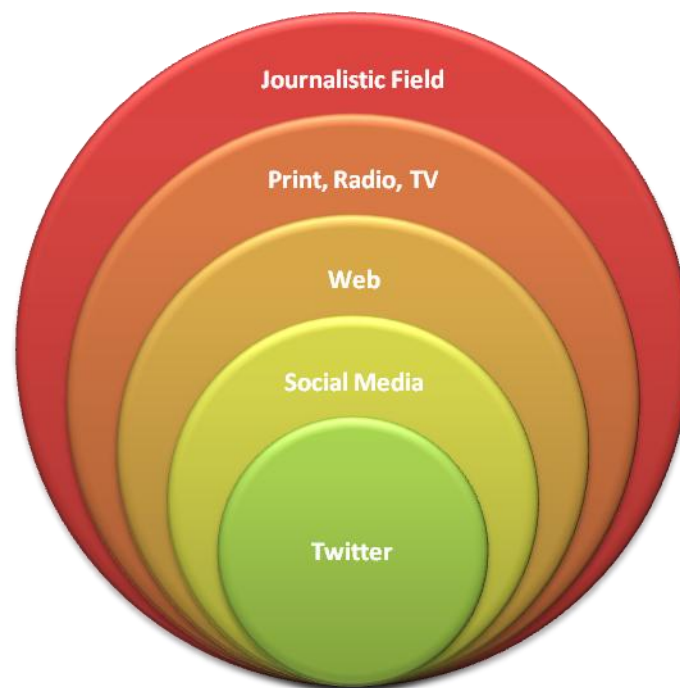 Journalistic Field
Print, Radio, TV
Web
Social Media
Twitter